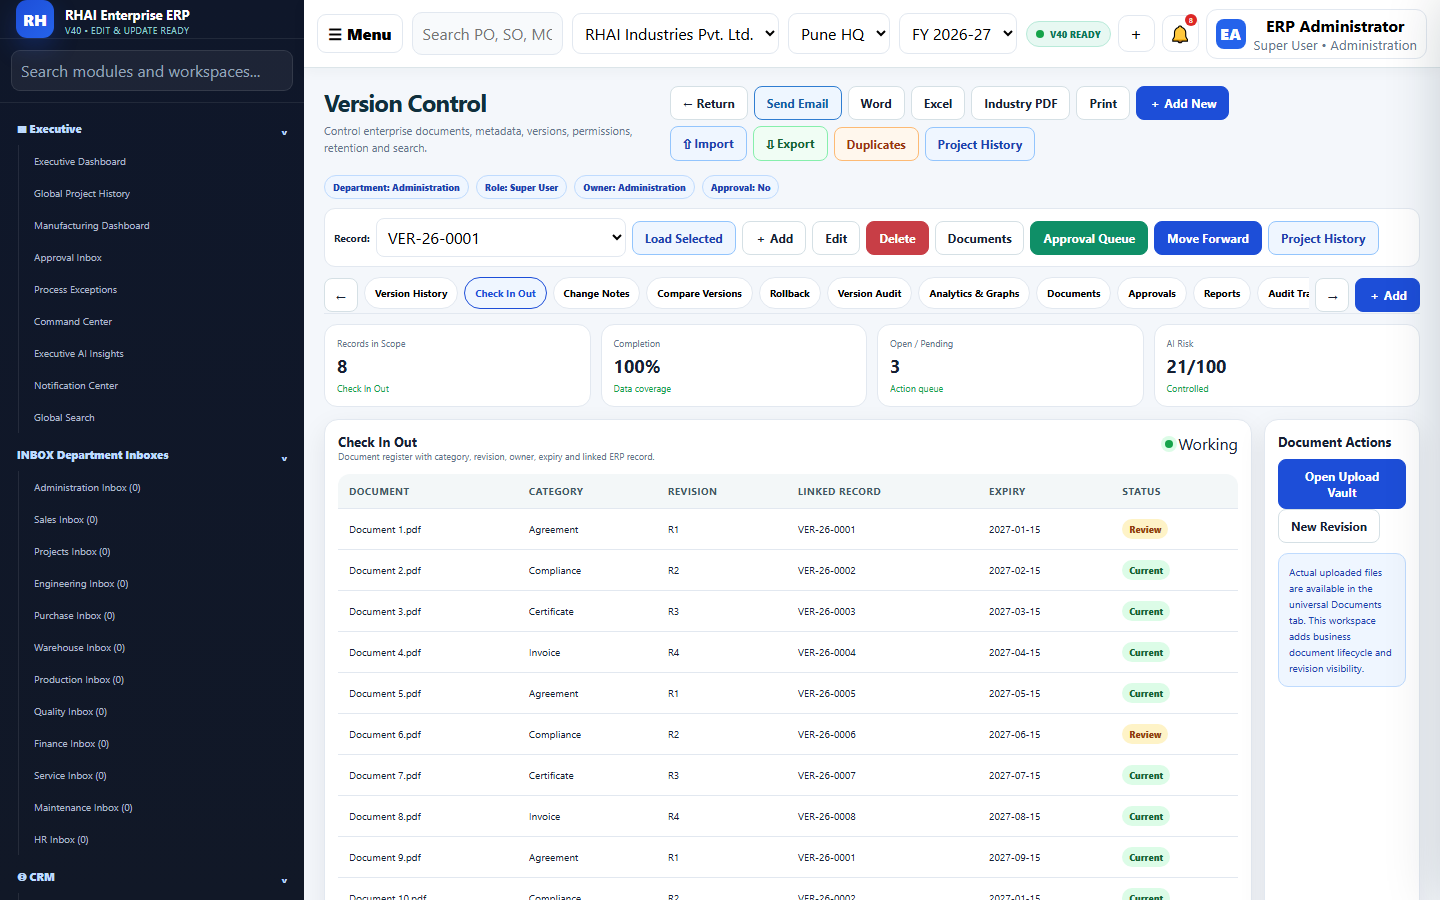 RH
RHAI Enterprise ERP
V40 • EDIT & UPDATE READY
Search modules and workspaces...
Executive
Executive Dashboard
Global Project History
Manufacturing Dashboard
Approval Inbox
Process Exceptions
Command Center
Executive AI Insights
Notification Center
Global Search
INBOX Department Inboxes
Administration Inbox (0)
Sales Inbox (0)
Projects Inbox (0)
Engineering Inbox (0)
Purchase Inbox (0)
Warehouse Inbox (0)
Production Inbox (0)
Quality Inbox (0)
Finance Inbox (0)
Service Inbox (0)
Maintenance Inbox (0)
HR Inbox (0)
CRM
☰ Menu
Search PO, SO, MO
RHAI Industries Pvt. Ltd.
Pune HQ
FY 2026-27
V40 READY
+
8
EA
ERP Administrator
Super User • Administration
Version Control
Control enterprise documents, metadata, versions, permissions,
retention and search.
← Return
Send Email
Word
Excel
Industry PDF
Print
+ Add New
⇧ Import
⇩ Export
Duplicates
Project History
Department: Administration
Role: Super User
Owner: Administration
Approval: No
Record:
VER-26-0001
Load Selected
+ Add
Edit
Delete
Documents
Approval Queue
Move Forward
Project History
←
Version History
Check In Out
Change Notes
Compare Versions
Rollback
Version Audit
Analytics & Graphs
Documents
Approvals
Reports
Audit Tra
→
+ Add
Records in Scope
8
Check In Out
Completion
100%
Data coverage
Open / Pending
3
Action queue
AI Risk
21/100
Controlled
Check In Out
Document register with category, revision, owner, expiry and linked ERP record.
Working
DOCUMENT CATEGORY REVISION LINKED RECORD EXPIRY STATUS
Document 1.pdf Agreement R1 VER-26-0001 2027-01-15 Review
Document 2.pdf Compliance R2 VER-26-0002 2027-02-15 Current
Document 3.pdf Certificate R3 VER-26-0003 2027-03-15 Current
Document 4.pdf Invoice R4 VER-26-0004 2027-04-15 Current
Document 5.pdf Agreement R1 VER-26-0005 2027-05-15 Current
Document 6.pdf Compliance R2 VER-26-0006 2027-06-15 Review
Document 7.pdf Certificate R3 VER-26-0007 2027-07-15 Current
Document 8.pdf Invoice R4 VER-26-0008 2027-08-15 Current
Document 9.pdf Agreement R1 VER-26-0001 2027-09-15 Current
Document 10.pdf Compliance R2 VER-26-0002 2027-01-15 Current
Document Actions
Open Upload
Vault
New Revision
Actual uploaded files
are available in the
universal Documents
tab. This workspace
adds business
document lifecycle and
revision visibility.